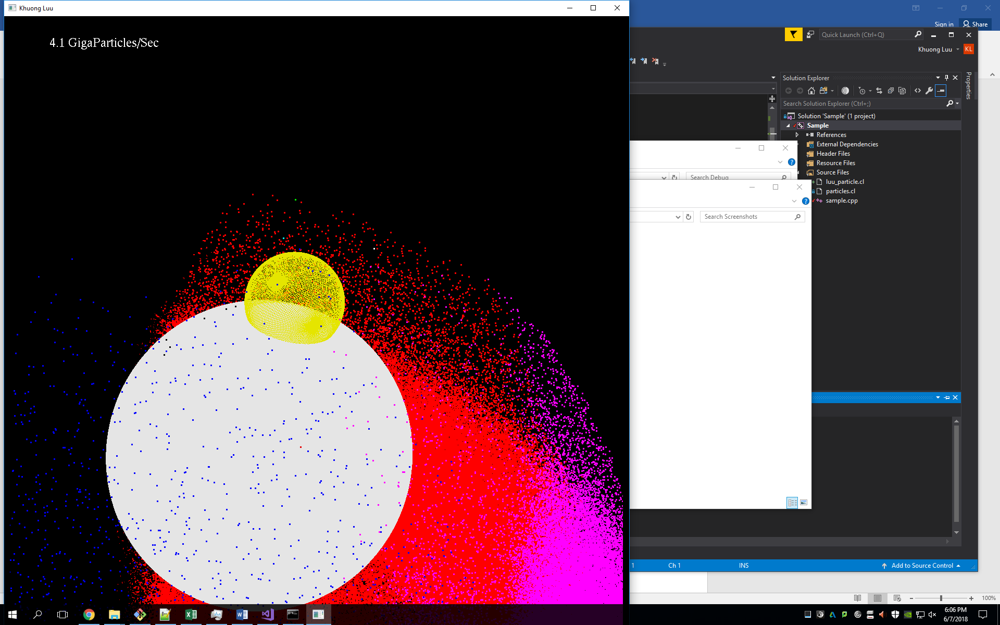 Khuong Luu
4.1 GigaParticles/Sec
Sign in
Share
Quick Launch (Ctrl+Q)
Khuong Luu
KL
Solution Explorer
Properties
Search Solution Explorer (Ctrl+;)
Solution 'Sample' (1 project)
Sample
References
External Dependencies
Header Files
Resource Files
Source Files
luu_particle.cl
particles.cl
sample.cpp
Search Debug
Search Screenshots
1
Ch 1
INS
Add to Source Control
100%
6:06 PM
6/7/2018